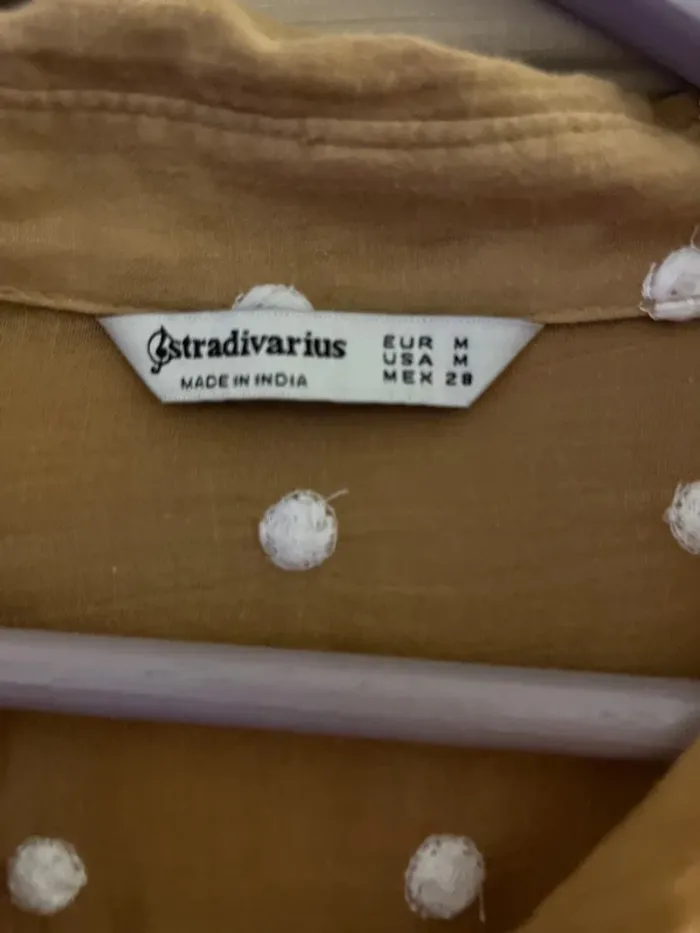 stradivarius
MADE IN INDIA
EUR M
USA M
MEX 28